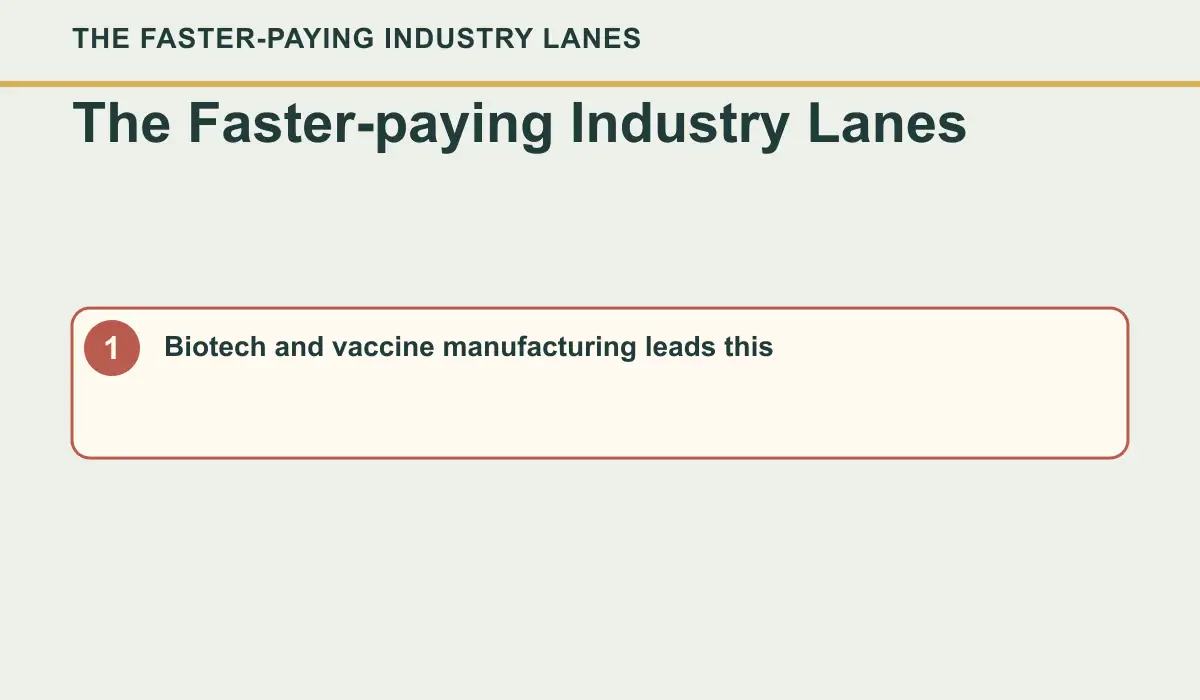 THE FASTER-PAYING INDUSTRY LANES
The Faster-paying Industry Lanes
1 Biotech and vaccine manufacturing leads this